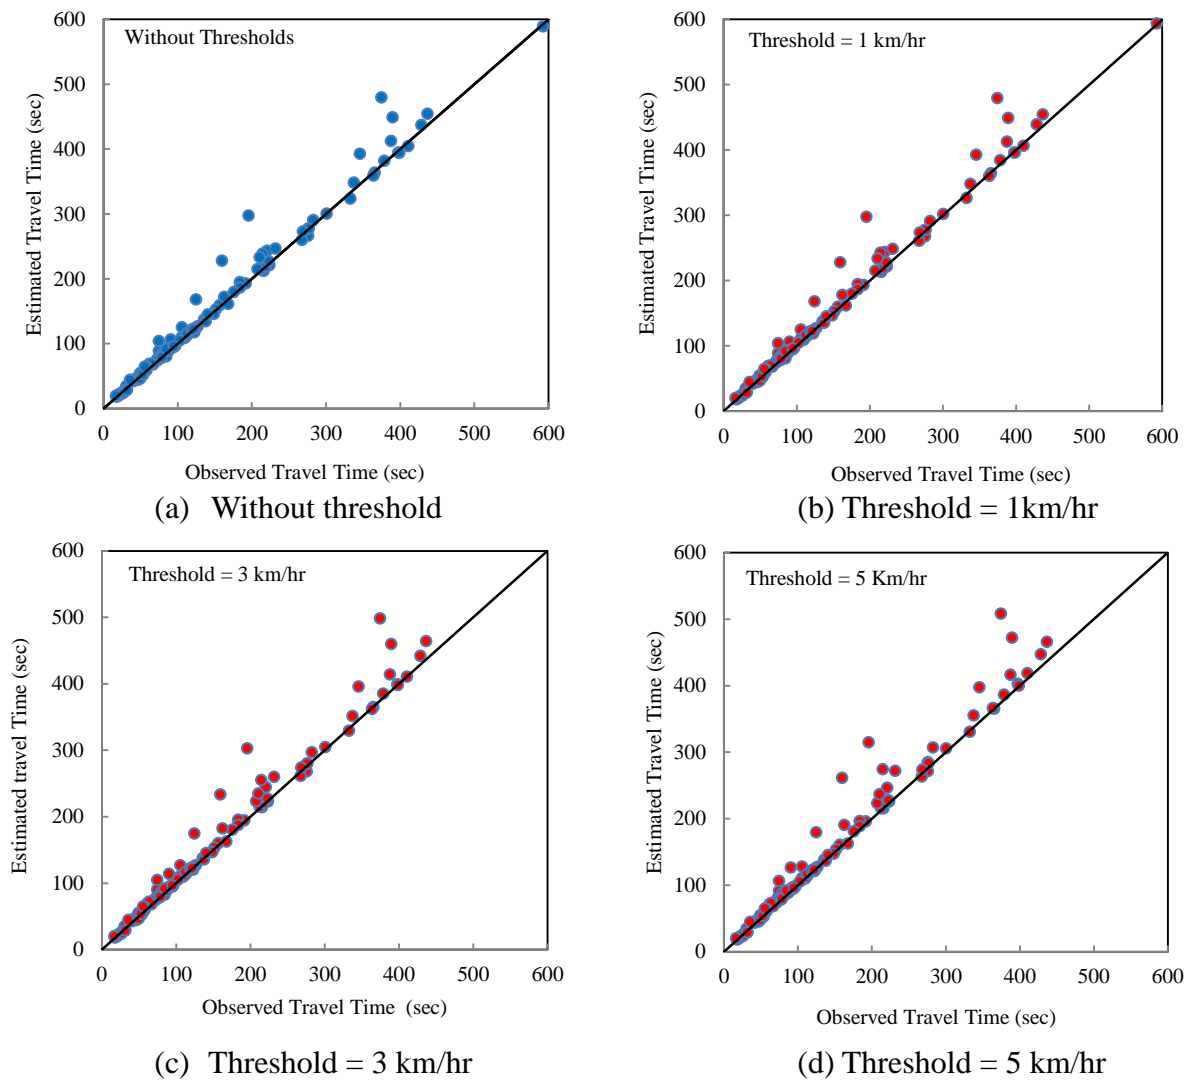 Without Thresholds
Estimated Travel Time (sec)
600
500
400
300
200
100
0
0 100 200 300 400 500 600
Observed Travel Time (sec)
(a) Without threshold
Threshold = 1 km/hr
Estimated Travel Time (sec)
600
500
400
300
200
100
0
0 100 200 300 400 500 600
Observed Travel Time (sec)
(b) Threshold = 1km/hr
Threshold = 3 km/hr
Estimated travel Time (sec)
600
500
400
300
200
100
0
0 100 200 300 400 500 600
Observed Travel Time (sec)
(c) Threshold = 3 km/hr
Threshold = 5 Km/hr
Estimated Travel Time (sec)
600
500
400
300
200
100
0
0 100 200 300 400 500 600
Observed Travel Time (sec)
(d) Threshold = 5 km/hr